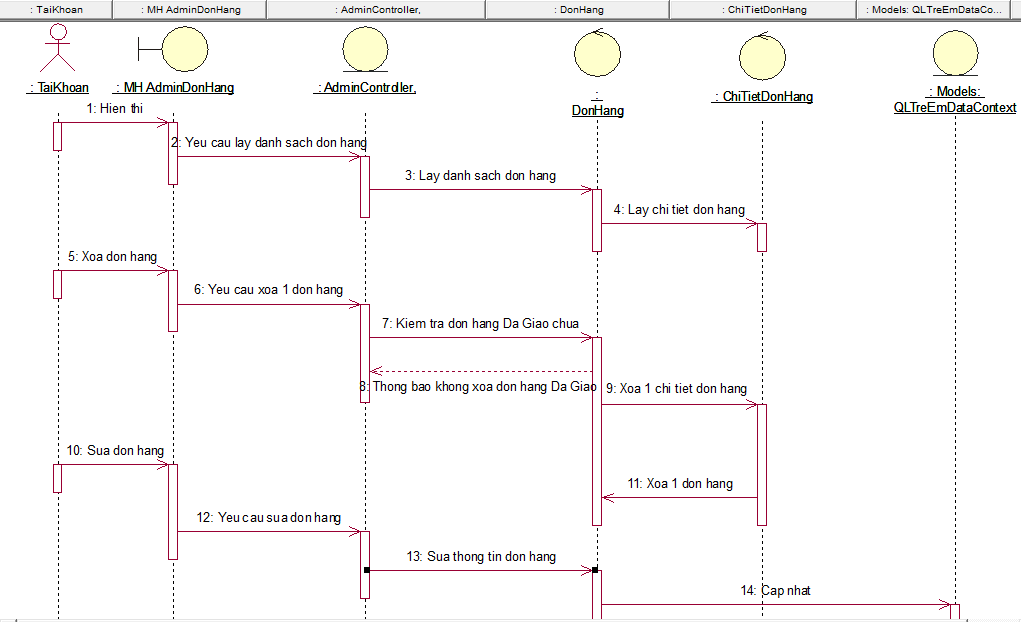 : TaiKhoan
: MH AdminDonHang
: AdminController,
: DonHang
: ChiTietDonHang
: Models: QLTreEmDataCo...
: TaiKhoan
: MH AdminDonHang
: AdminController,
:
DonHang
: ChiTietDonHang
: Models:
QLTreEmDataContext
1: Hien thi
2: Yeu cau lay danh sach don hang
3: Lay danh sach don hang
4: Lay chi tiet don hang
5: Xoa don hang
6: Yeu cau xoa 1 don hang
7: Kiem tra don hang Da Giao chua
8: Thong bao khong xoa don hang Da Giao
9: Xoa 1 chi tiet don hang
10: Sua don hang
11: Xoa 1 don hang
12: Yeu cau sua don hang
13: Sua thong tin don hang
14: Cap nhat